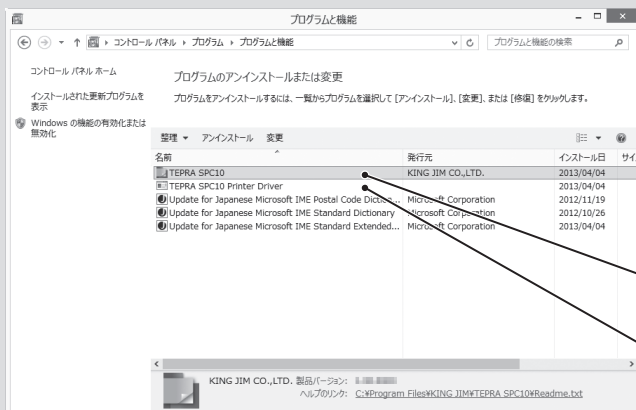 プログラムと機能
コントロール パネル ▸ プログラム ▸ プログラムと機能
プログラムと機能の検索
コントロール パネル ホーム
インストールされた更新プログラムを
表示
Windows の機能の有効化または
無効化
プログラムのアンインストールまたは変更
プログラムをアンインストールするには、一覧からプログラムを選択して [アンインストール]、[変更]、または [修復] をクリックします。
整理 ▼ アンインストール 変更
名前 発行元 インストール日 サイ
TEPRA SPC10 KING JIM CO.,LTD. 2013/04/04
TEPRA SPC10 Printer Driver 2013/04/04
Update for Japanese Microsoft IME Postal Code Diction... Microsoft Corporation 2012/11/19
Update for Japanese Microsoft IME Standard Dictionary Microsoft Corporation 2012/10/26
Update for Japanese Microsoft IME Standard Extended... Microsoft Corporation 2013/04/04
KING JIM CO.,LTD. 製品バージョン:
ヘルプのリンク: C:¥Program Files¥KING JIM¥TEPRA SPC10¥Readme.txt